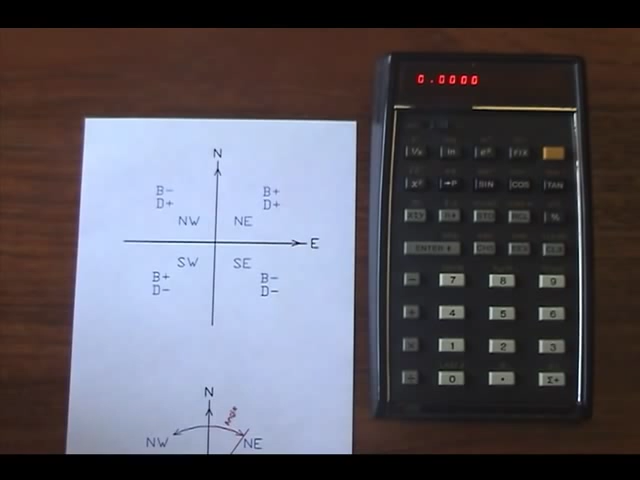 N
B- B+
D+ D+
NW NE
E
SW SE
B+ B-
D- D-
N
Angle
NW NE
0.0000
1/x ln e^x FIX
x² →P SIN COS TAN
R↓ STO RCL %
ENTER ↑ CHS EEX CLX
- 7 8 9
+ 4 5 6
× 1 2 3
÷ 0 . Σ+